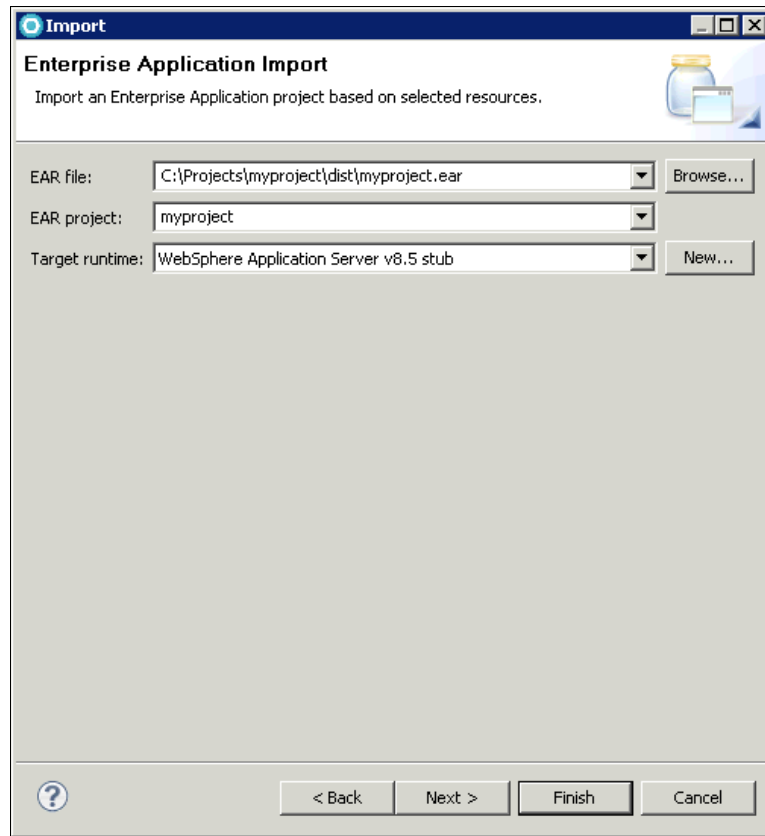 Import
Enterprise Application Import
Import an Enterprise Application project based on selected resources.
EAR file: C:\Projects\myproject\dist\myproject.ear Browse...
EAR project: myproject
Target runtime: WebSphere Application Server v8.5 stub New...
? < Back Next > Finish Cancel